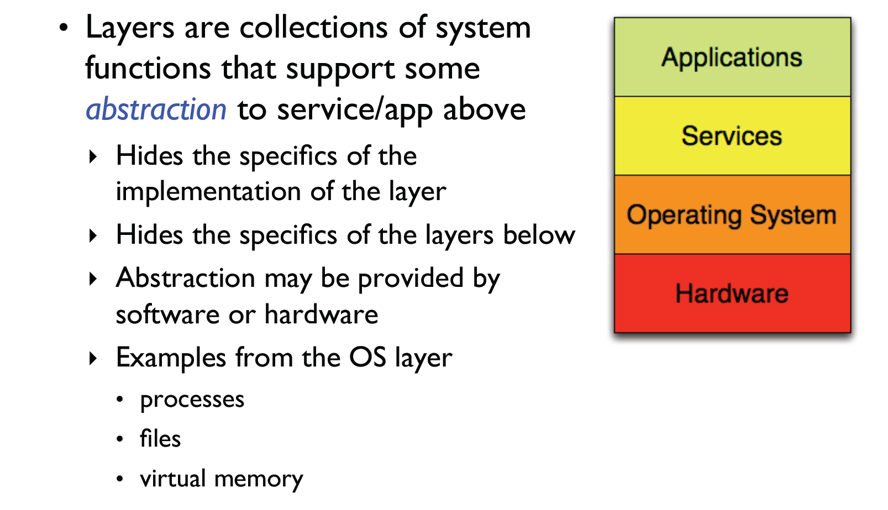 • Layers are collections of system
functions that support some
abstraction to service/app above
‣ Hides the specifics of the
implementation of the layer
‣ Hides the specifics of the layers below
‣ Abstraction may be provided by
software or hardware
‣ Examples from the OS layer
• processes
• files
• virtual memory
Applications
Services
Operating System
Hardware